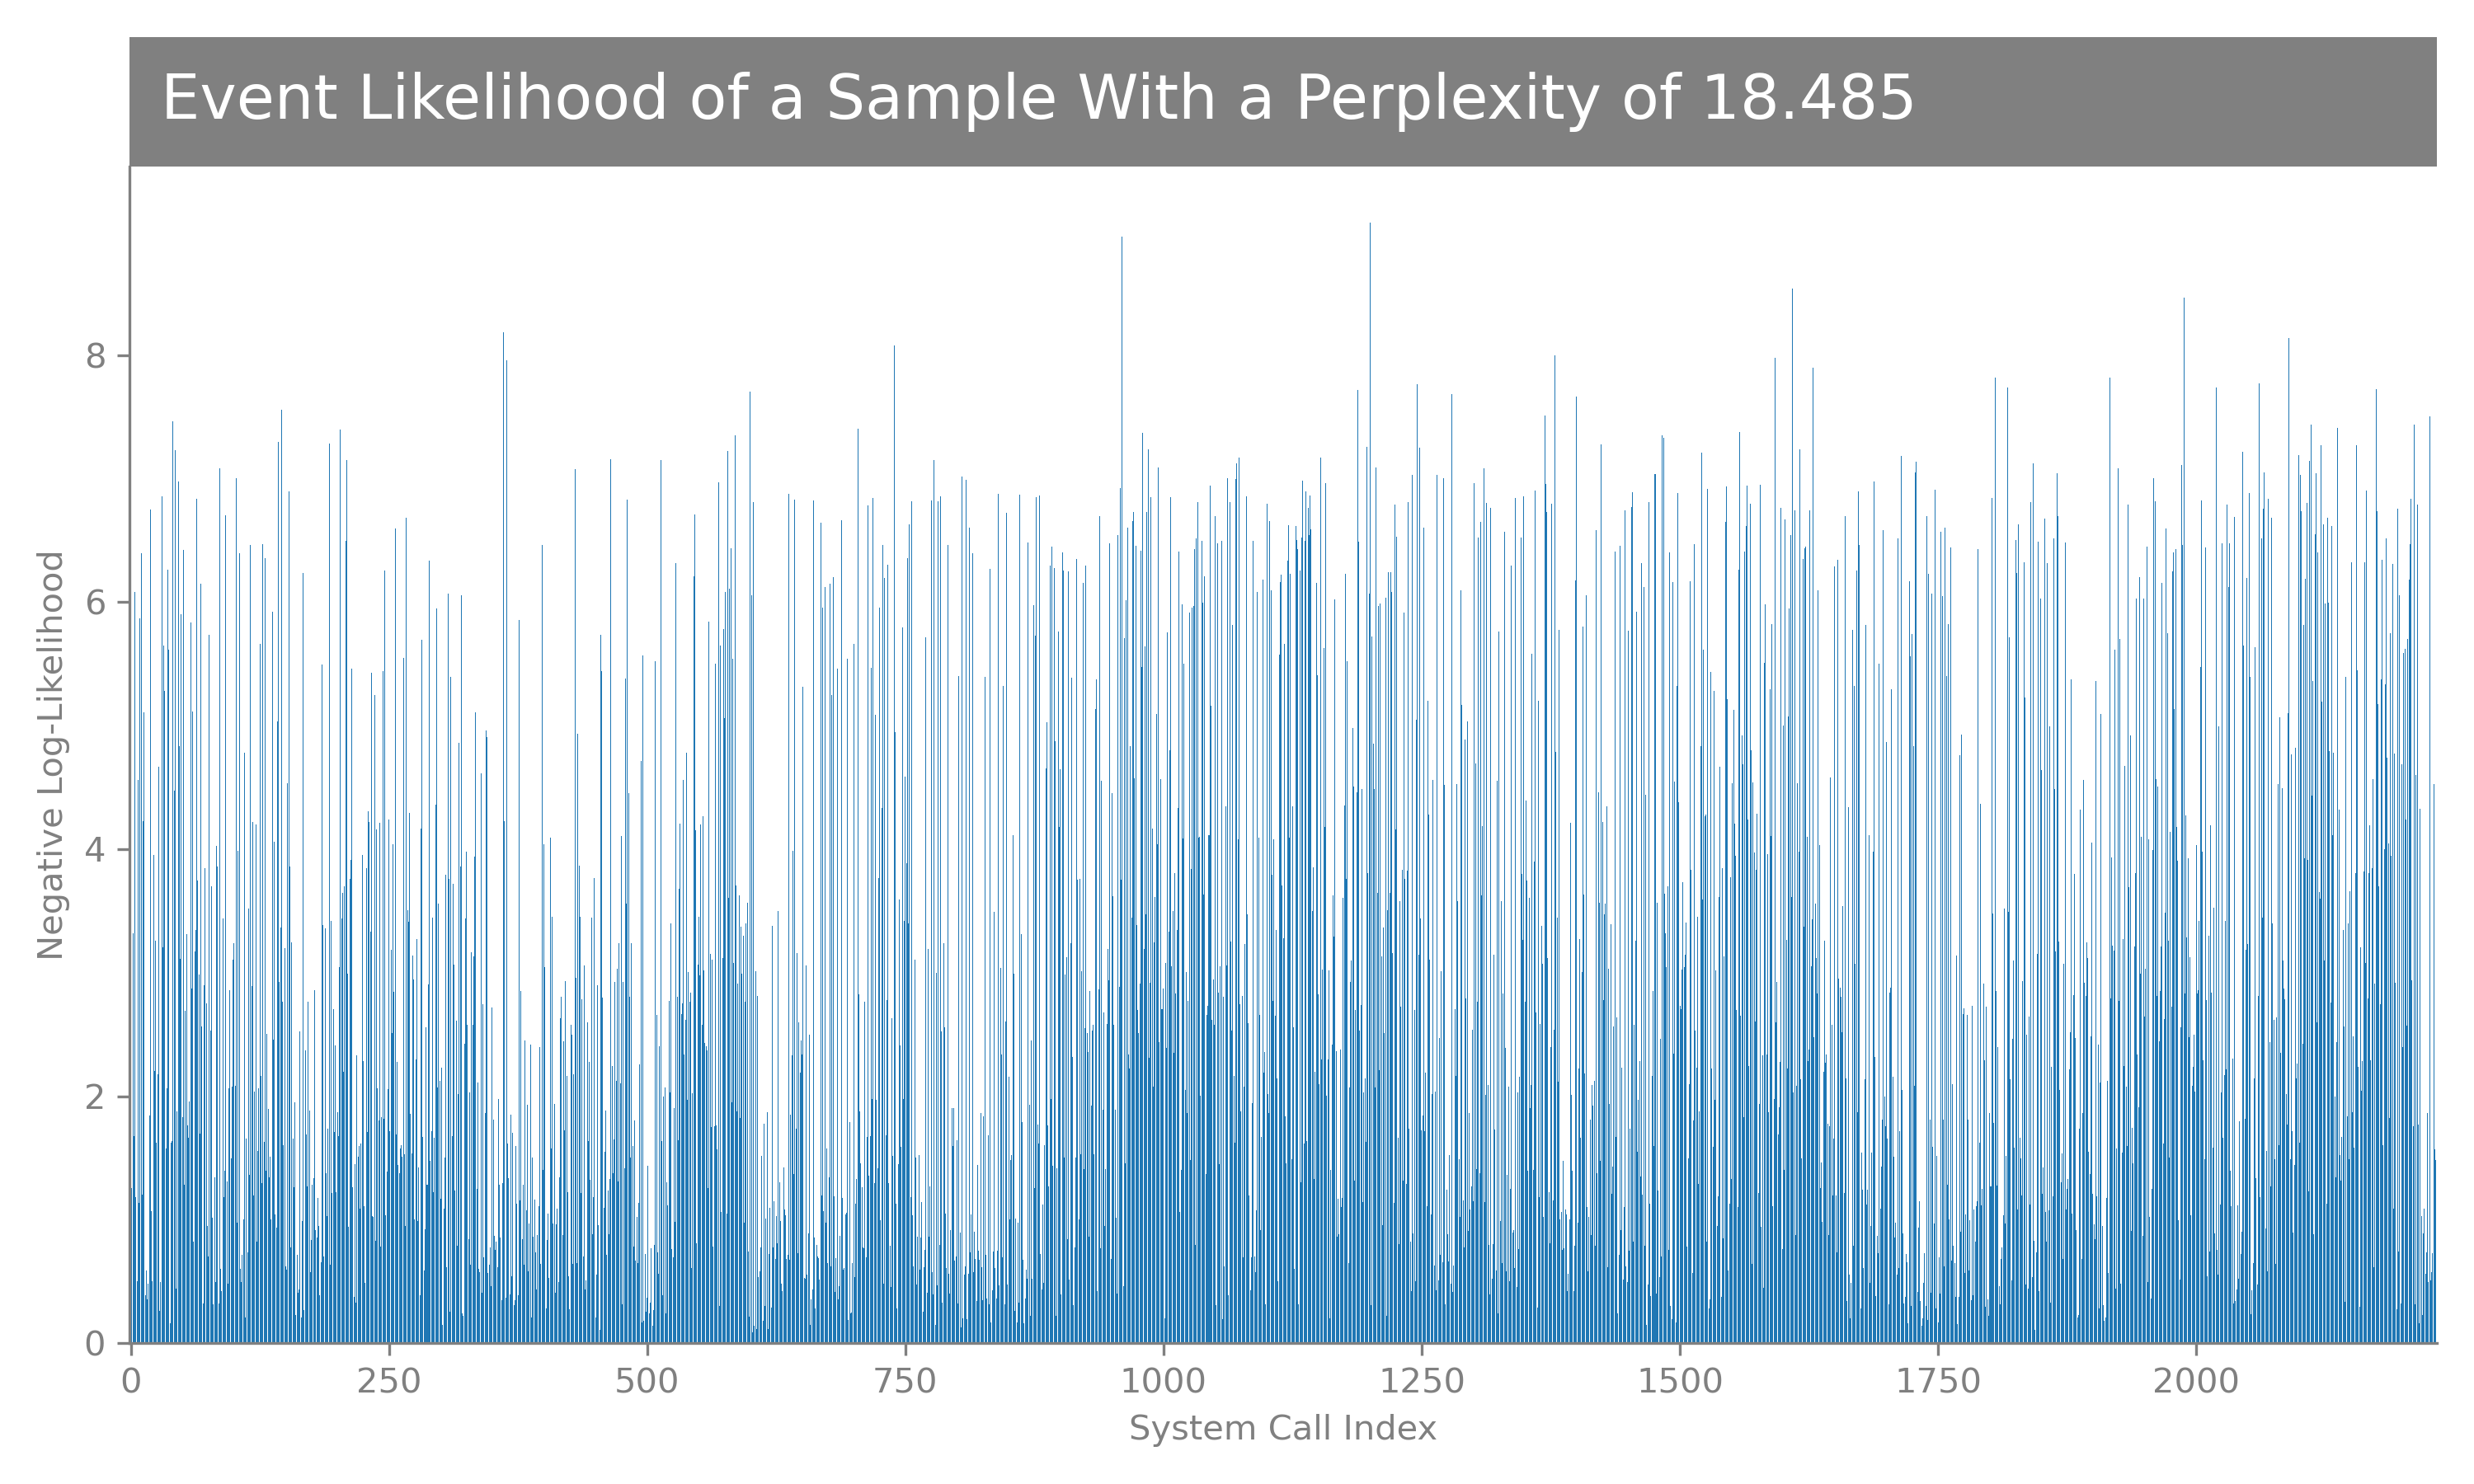 Event Likelihood of a Sample With a Perplexity of 18.485
Negative Log-Likelihood
8
6
4
2
0
0 250 500 750 1000 1250 1500 1750 2000
System Call Index